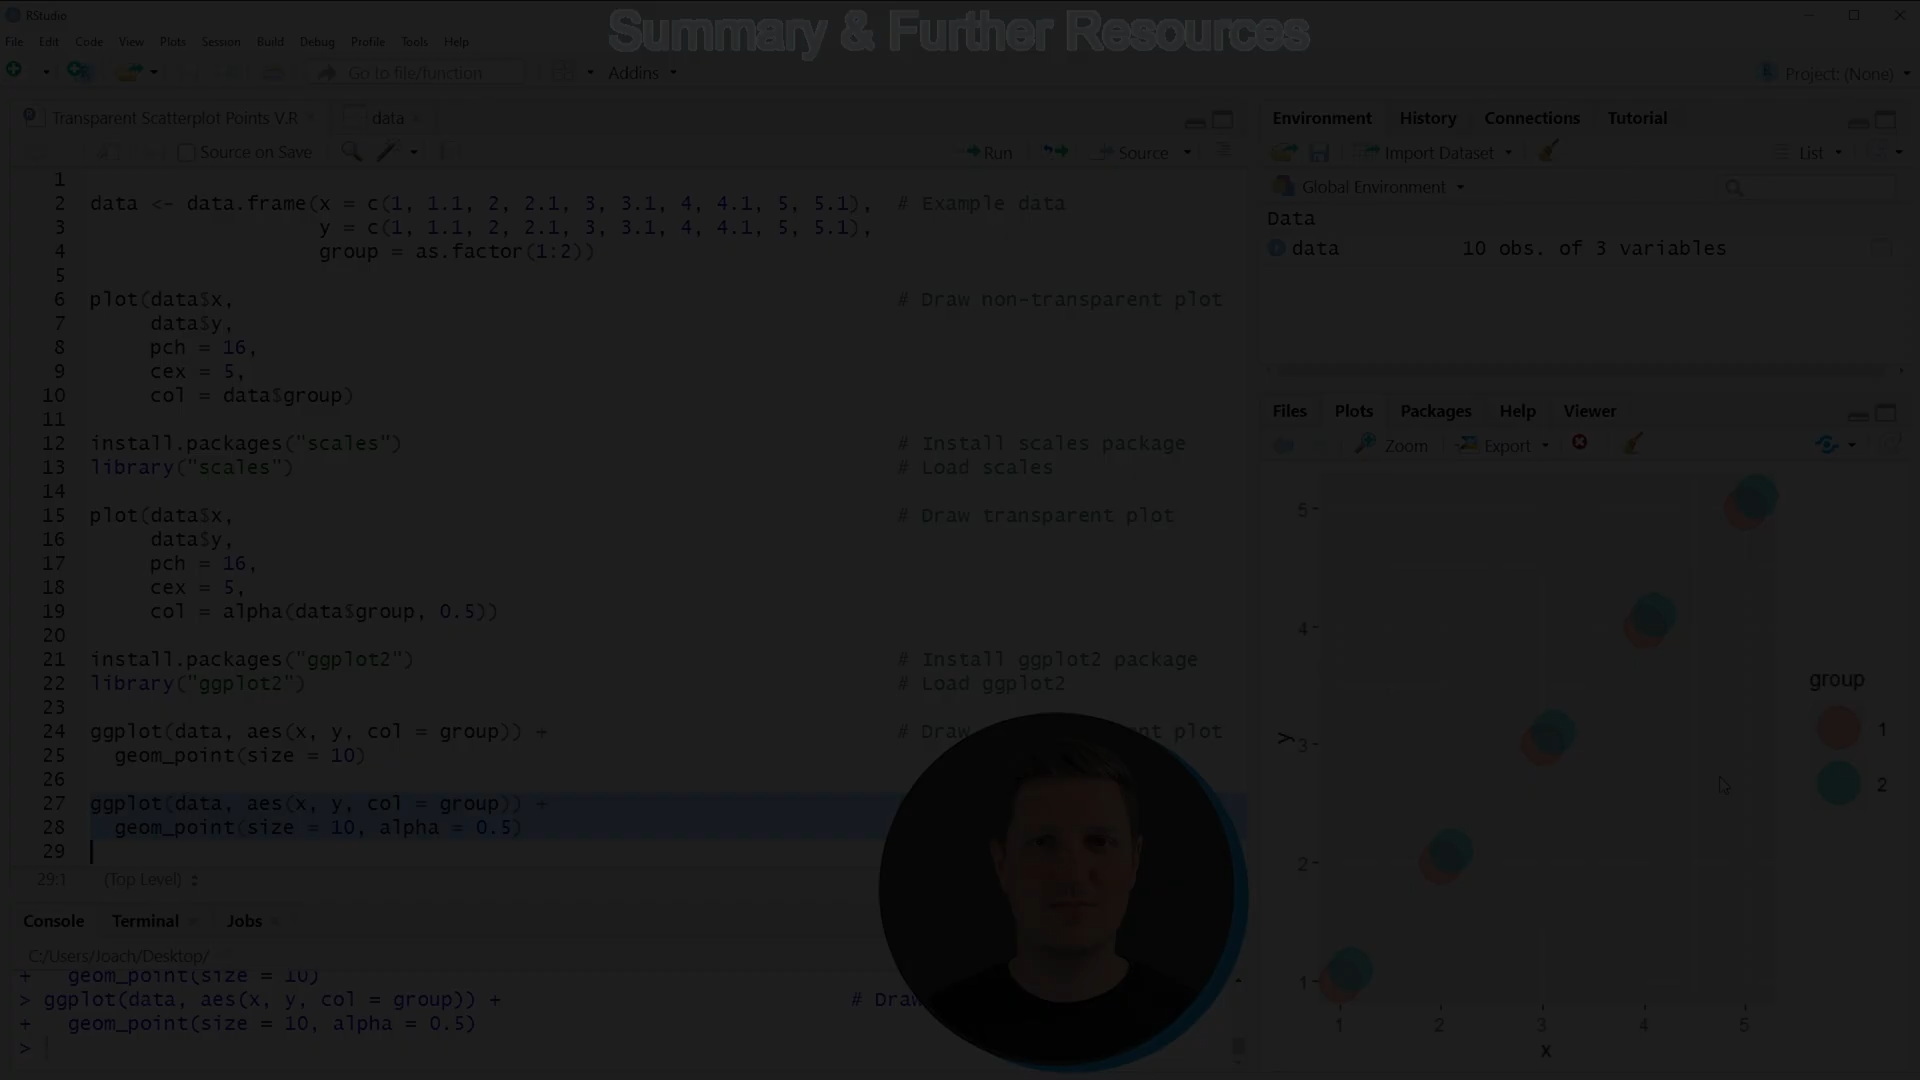 RStudio
Summary & Further Resources
File Edit Code View Plots Session Build Debug Profile Tools Help
Go to file/function Addins Project: (None)
Transparent Scatterplot Points V.R data
Source on Save Run Source
1
2 data <- data.frame(x = c(1, 1.1, 2, 2.1, 3, 3.1, 4, 4.1, 5, 5.1), # Example data
3 y = c(1, 1.1, 2, 2.1, 3, 3.1, 4, 4.1, 5, 5.1),
4 group = as.factor(1:2))
5
6 plot(data$x, # Draw non-transparent plot
7 data$y,
8 pch = 16,
9 cex = 5,
10 col = data$group)
11
12 install.packages("scales") # Install scales package
13 library("scales") # Load scales
14
15 plot(data$x, # Draw transparent plot
16 data$y,
17 pch = 16,
18 cex = 5,
19 col = alpha(data$group, 0.5))
20
21 install.packages("ggplot2") # Install ggplot2 package
22 library("ggplot2") # Load ggplot2
23
24 ggplot(data, aes(x, y, col = group)) + # Draw plot
25 geom_point(size = 10)
26
27 ggplot(data, aes(x, y, col = group)) +
28 geom_point(size = 10, alpha = 0.5)
29
29:1 (Top Level)
Console Terminal Jobs
C:/Users/Joach/Desktop/
+ geom_point(size = 10)
> ggplot(data, aes(x, y, col = group)) + # Draw
+ geom_point(size = 10, alpha = 0.5)
>
Environment History Connections Tutorial
Import Dataset List
Global Environment
Data
data 10 obs. of 3 variables
Files Plots Packages Help Viewer
Zoom Export
5
4
3
2
1
y
1 2 3 4 5
x
group
1
2